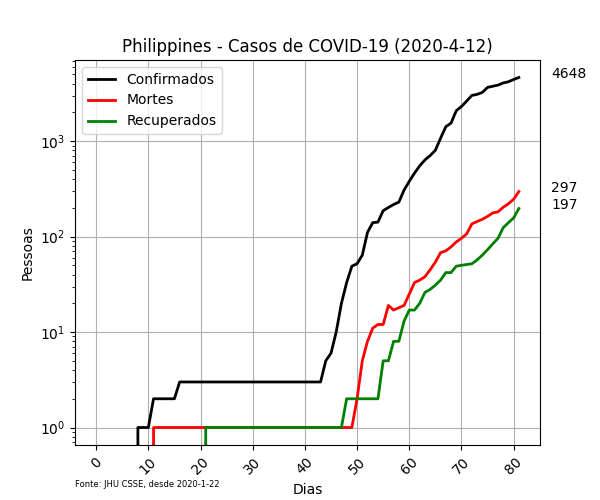 Philippines - Casos de COVID-19 (2020-4-12)
Confirmados
Mortes
Recuperados
4648
297
197
10³
10²
10¹
10⁰
Pessoas
0 10 20 30 40 50 60 70 80
Dias
Fonte: JHU CSSE, desde 2020-1-22